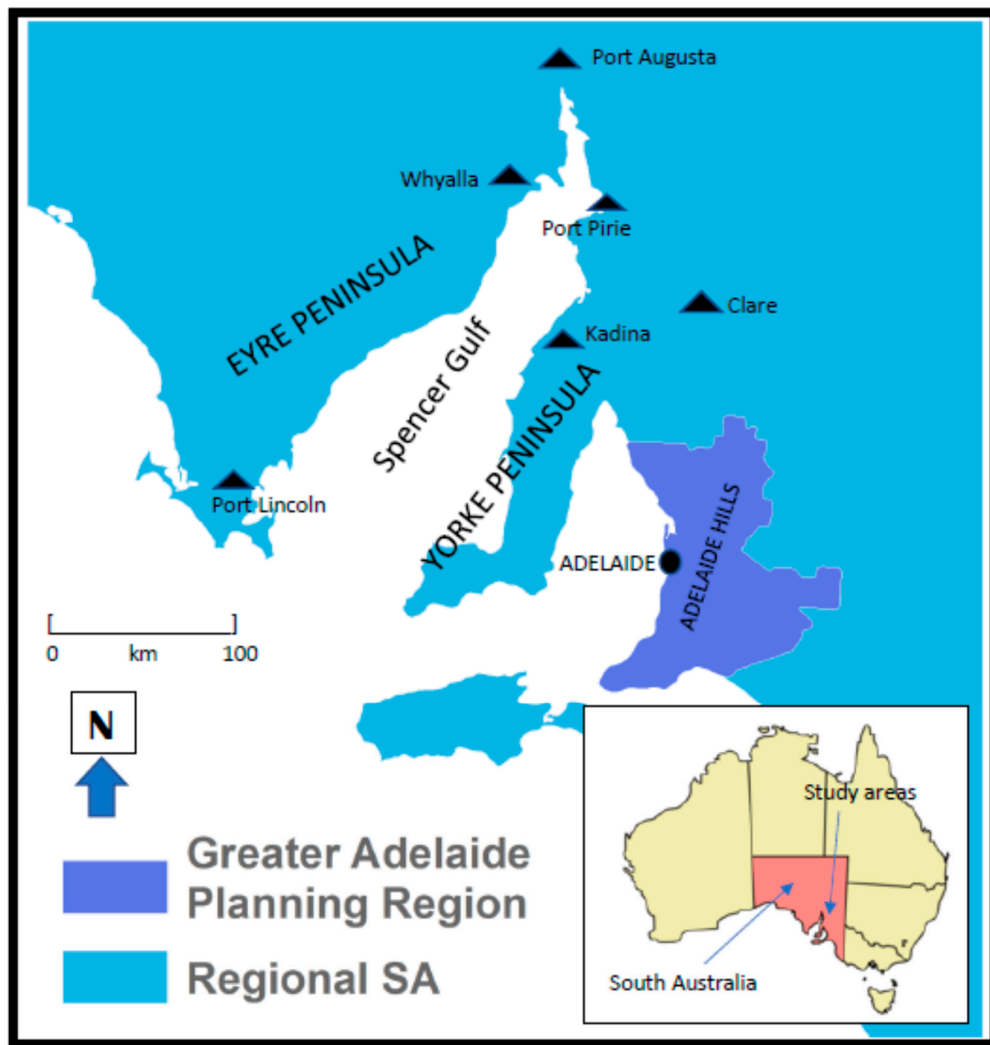 Port Augusta
Whyalla
Port Pirie
EYRE PENINSULA
Clare
Spencer Gulf
Kadina
YORKE PENINSULA
Port Lincoln
ADELAIDE HILLS
ADELAIDE
[ ]
0 km 100
N
Study areas
South Australia
Greater Adelaide
Planning Region
Regional SA